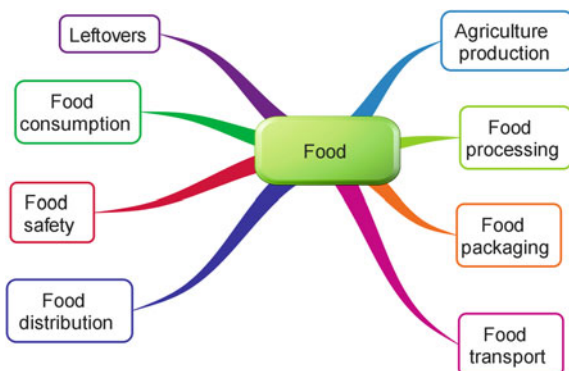 Leftovers
Food
consumption
Food
safety
Food
distribution
Food
Agriculture
production
Food
processing
Food
packaging
Food
transport